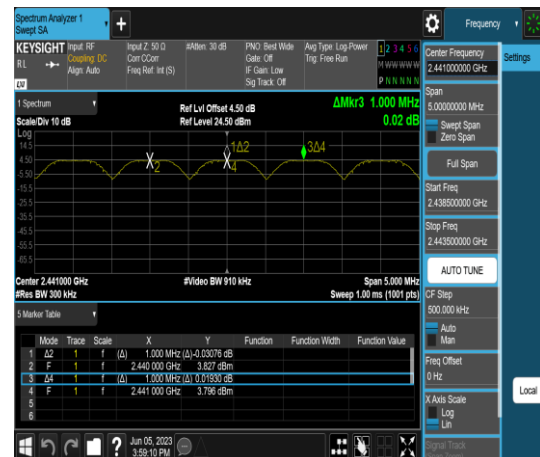 Spectrum Analyzer 1
Swept SA
+
Frequency
KEYSIGHT
RL
Input: RF
Coupling: DC
Align: Auto
Input Z: 50 Ω
Corr CCorr
Freq Ref: Int (S)
#Atten: 30 dB
PNO: Best Wide
Gate: Off
IF Gain: Low
Sig Track: Off
Avg Type: Log-Power
Trig: Free Run
1 2 3 4 5 6
M W W W W W
P N N N N N
Center Frequency
2.441000000 GHz
Settings
Span
5.00000000 MHz
Swept Span
Zero Span
Full Span
Start Freq
2.438500000 GHz
Stop Freq
2.443500000 GHz
AUTO TUNE
CF Step
500.000 kHz
Auto
Man
Freq Offset
0 Hz
X Axis Scale
Log
Lin
Signal Track
Local
1 Spectrum
Scale/Div 10 dB
Ref Lvl Offset 4.50 dB
Ref Level 24.50 dBm
ΔMkr3 1.000 MHz
0.02 dB
Log
14.5
4.50
-5.50
-15.5
-25.5
-35.5
-45.5
-55.5
-65.5
2
1Δ2
4
3Δ4
Center 2.441000 GHz
#Res BW 300 kHz
#Video BW 910 kHz
Span 5.000 MHz
Sweep 1.00 ms (1001 pts)
5 Marker Table
Mode Trace Scale X Y Function Function Width Function Value
1 Δ2 1 f (Δ) 1.000 MHz (Δ) -0.03076 dB
2 F 1 f 2.440 000 GHz 3.827 dBm
3 Δ4 1 f (Δ) 1.000 MHz (Δ) 0.01930 dB
4 F 1 f 2.441 000 GHz 3.796 dBm
5
6
?
Jun 05, 2023
3:59:10 PM